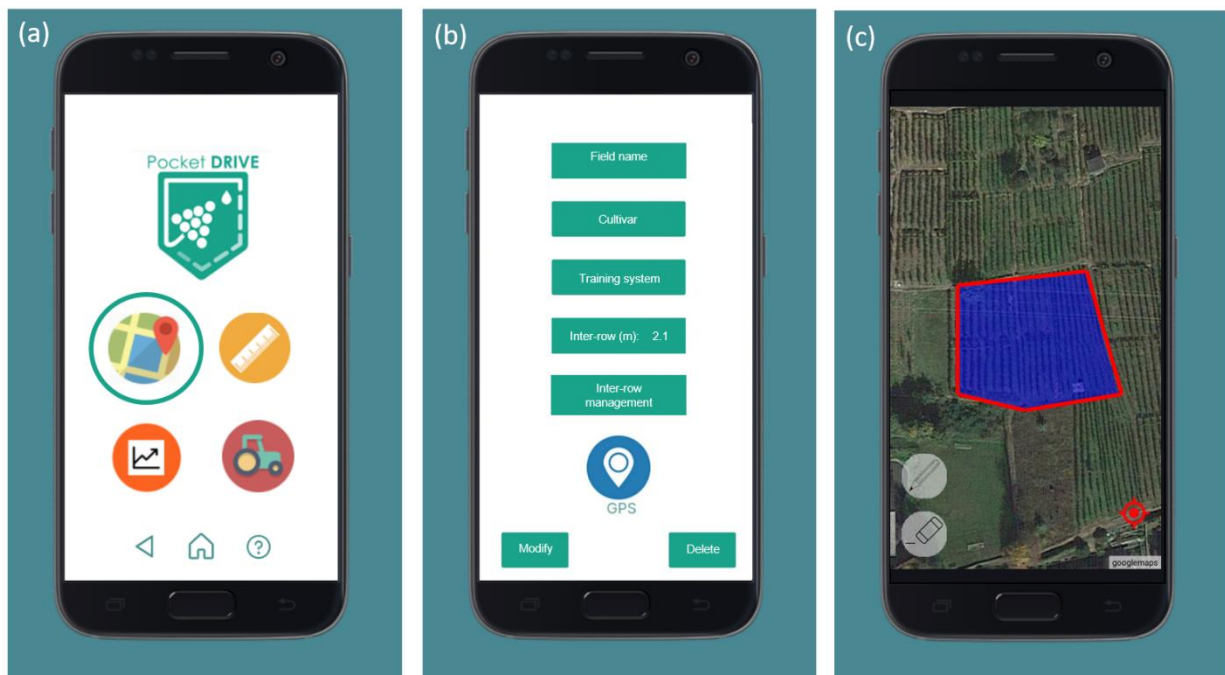 (a)
Pocket DRIVE
(b)
Field name
Cultivar
Training system
Inter-row (m): 2.1
Inter-row
management
GPS
Modify
Delete
(c)
googlemaps